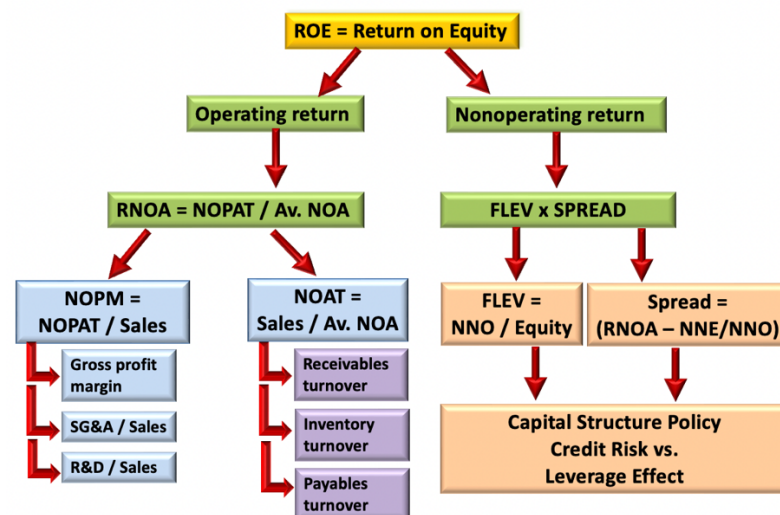 ROE = Return on Equity
Operating return
Nonoperating return
RNOA = NOPAT / Av. NOA
FLEV x SPREAD
NOPM =
NOPAT / Sales
NOAT =
Sales / Av. NOA
FLEV =
NNO / Equity
Spread =
(RNOA – NNE/NNO)
Gross profit
margin
SG&A / Sales
R&D / Sales
Receivables
turnover
Inventory
turnover
Payables
turnover
Capital Structure Policy
Credit Risk vs.
Leverage Effect